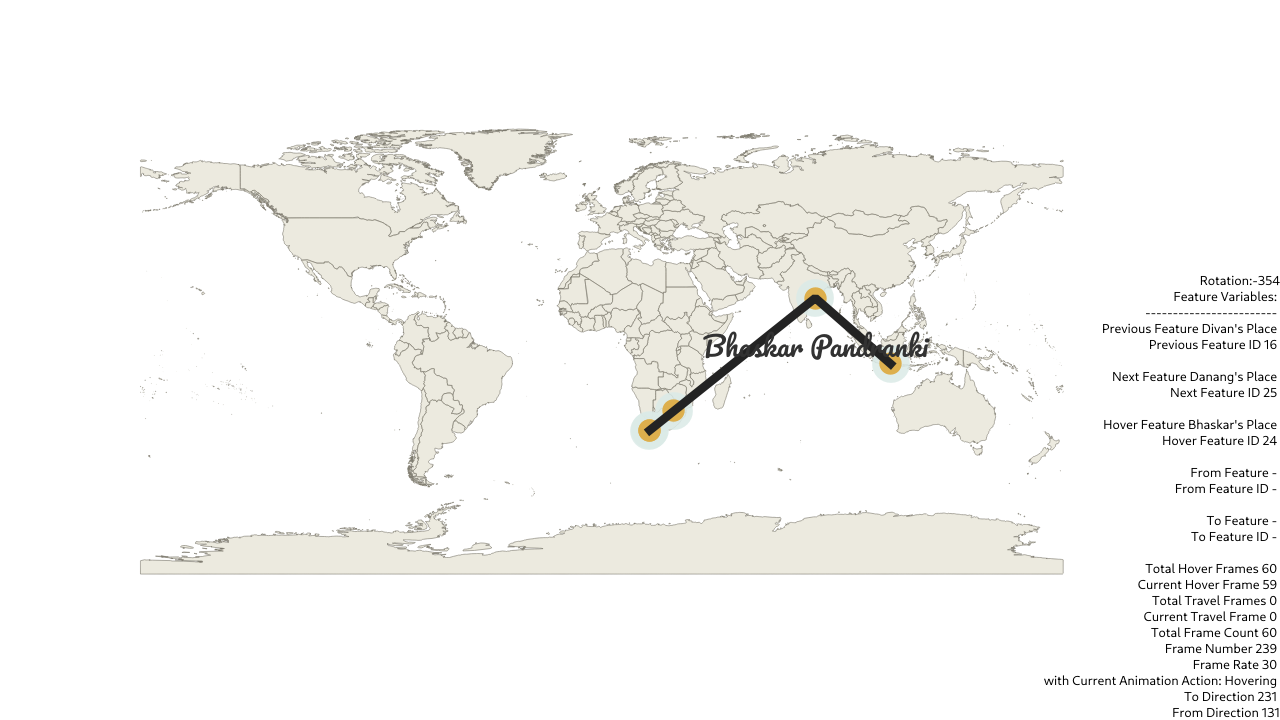 Bhaskar Pandranki
Rotation:-354
Feature Variables:
------------------------
Previous Feature Divan's Place
Previous Feature ID 16
Next Feature Danang's Place
Next Feature ID 25
Hover Feature Bhaskar's Place
Hover Feature ID 24
From Feature -
From Feature ID -
To Feature -
To Feature ID -
Total Hover Frames 60
Current Hover Frame 59
Total Travel Frames 0
Current Travel Frame 0
Total Frame Count 60
Frame Number 239
Frame Rate 30
with Current Animation Action: Hovering
To Direction 231
From Direction 131